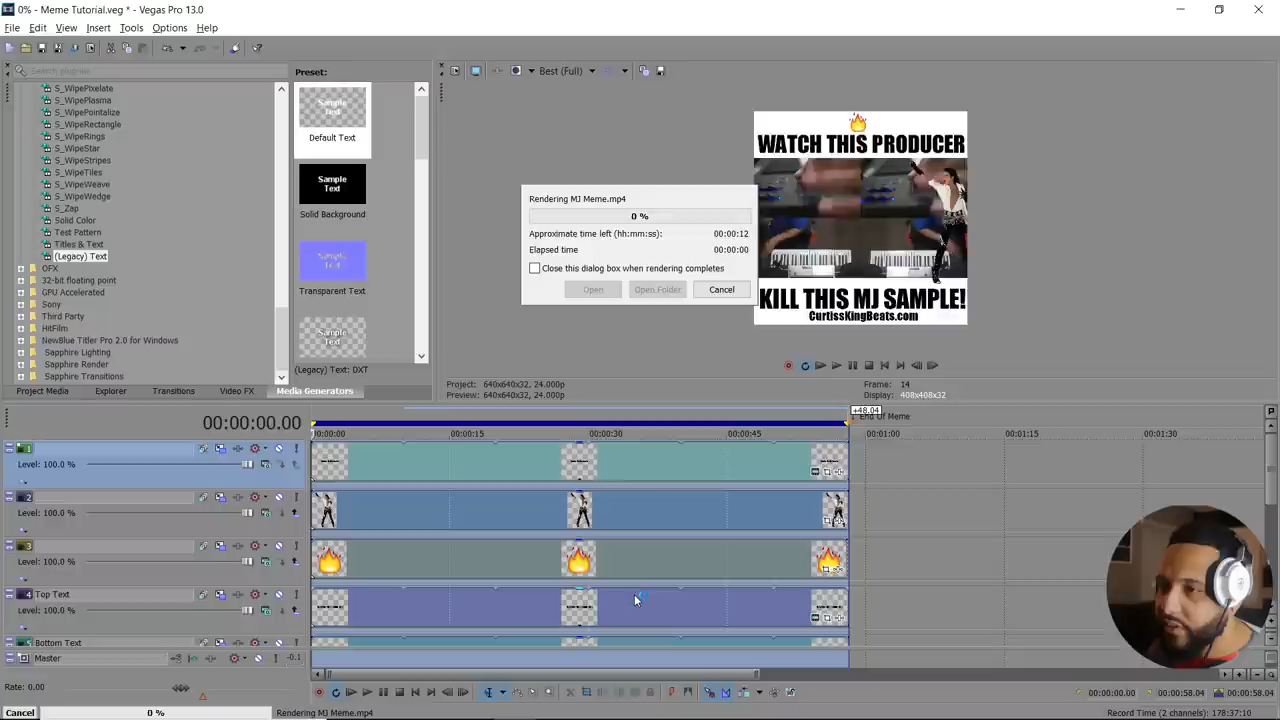 0% - Meme Tutorial.veg * - Vegas Pro 13.0
File Edit View Insert Tools Options Help
Search plug-ins
Preset:
Best (Full)
S_WipePixelate
S_WipePlasma
S_WipePointalize
S_WipeRectangle
S_WipeRings
S_WipeStar
S_WipeStripes
S_WipeTiles
S_WipeWeave
S_WipeWedge
S_Zap
Solid Color
Test Pattern
Titles & Text
(Legacy) Text
OFX
32-bit floating point
GPU Accelerated
Sony
Third Party
HitFilm
NewBlue Titler Pro 2.0 for Windows
Sapphire Lighting
Sapphire Render
Sapphire Transitions
Sample
Text
Default Text
Sample
Text
Solid Background
Sample
Text
Transparent Text
Sample
Text
(Legacy) Text: DXT
Project Media Explorer Transitions Video FX Media Generators
Rendering MJ Meme.mp4
0 %
Approximate time left (hh:mm:ss): 00:00:12
Elapsed time 00:00:00
Close this dialog box when rendering completes
Open Open Folder Cancel
WATCH THIS PRODUCER
KILL THIS MJ SAMPLE!
CurtissKingBeats.com
Project: 640x640x32, 24.000p
Preview: 640x640x32, 24.000p
Frame: 14
Display: 408x408x32
00:00:00.00
+48.04
End Of Meme
00:00:00 00:00:15 00:00:30 00:00:45 00:01:00 00:01:15 00:01:30
1
Level: 100.0 %
2
Level: 100.0 %
3
Level: 100.0 %
4 Top Text
Level: 100.0 %
5 Bottom Text
Master -0.1
Rate: 0.00
00:00:00.00 00:00:58.04 00:00:58.04
Cancel 0 % Rendering MJ Meme.mp4
Record Time (2 channels): 178:37:10